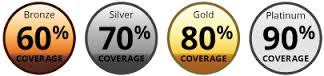 Bronze
60%
COVERAGE
Silver
70%
COVERAGE
Gold
80%
COVERAGE
Platinum
90%
COVERAGE